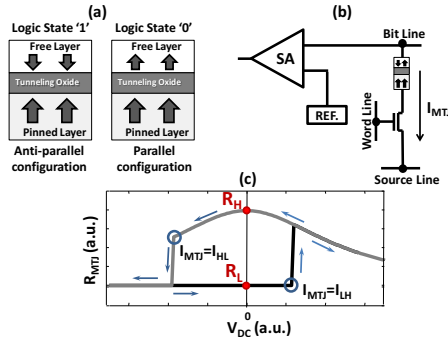 (a)
Logic State ‘1’ Logic State ‘0’
Free Layer Free Layer
Tunneling Oxide Tunneling Oxide
Pinned Layer Pinned Layer
Anti-parallel configuration
Parallel configuration
(b)
Bit Line
SA
REF.
Word Line
I_MTJ
Source Line
(c)
R_MTJ (a.u.)
R_H
I_MTJ=I_HL
R_L
I_MTJ=I_LH
0
V_DC (a.u.)